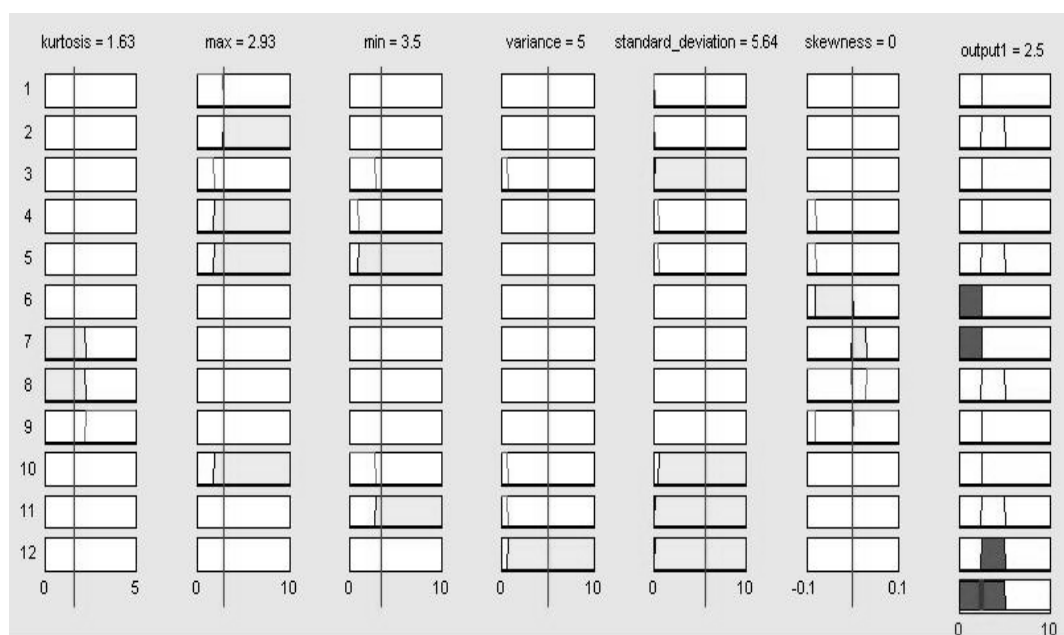 kurtosis = 1.63
max = 2.93
min = 3.5
variance = 5
standard_deviation = 5.64
skewness = 0
output1 = 2.5
1
2
3
4
5
6
7
8
9
10
11
12
0 5
0 10
0 10
0 10
0 10
-0.1 0.1
0 10